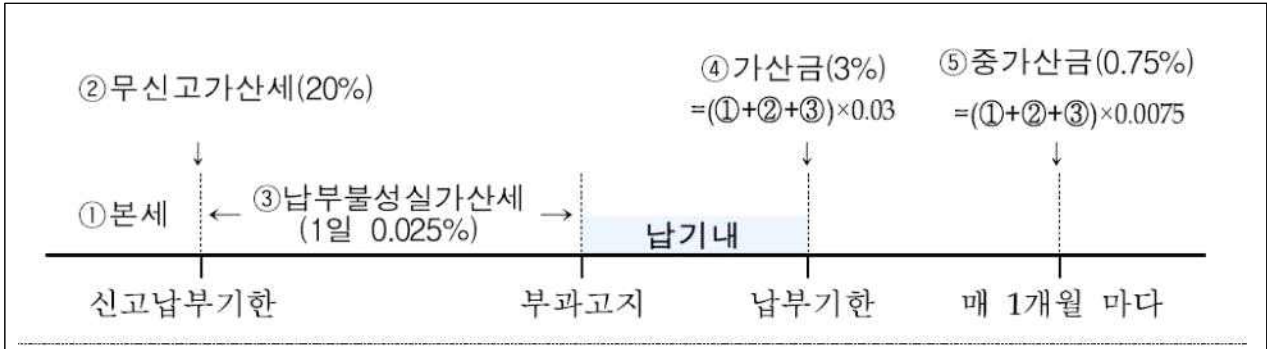 ②무신고가산세(20%)
④가산금(3%)
=(①+②+③)×0.03
⑤중가산금(0.75%)
=(①+②+③)×0.0075
↓
↓
↓
①본세
← ③납부불성실가산세 →
(1일 0.025%)
납기내
신고납부기한
부과고지
납부기한
매 1개월 마다